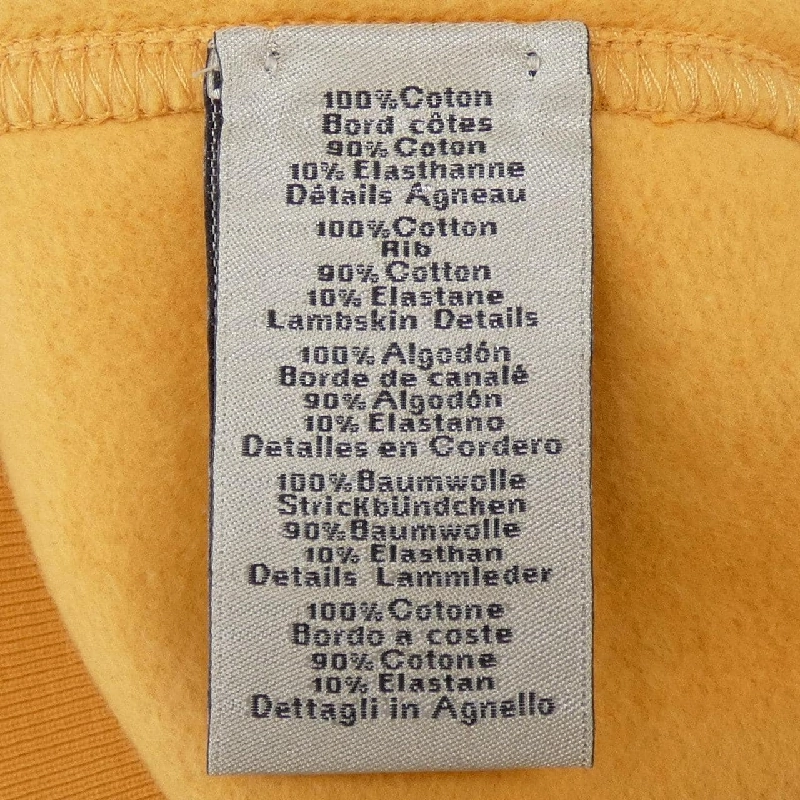 100% Coton
Bord côtes
90% Coton
10% Elasthanne
Détails Agneau
100% Cotton
Rib
90% Cotton
10% Elastane
Lambskin Details
100% Algodón
Borde de canalé
90% Algodón
10% Elastano
Detalles en Cordero
100% Baumwolle
Strickbündchen
90% Baumwolle
10% Elasthan
Details Lammleder
100% Cotone
Bordo a coste
90% Cotone
10% Elastan
Dettagli in Agnello